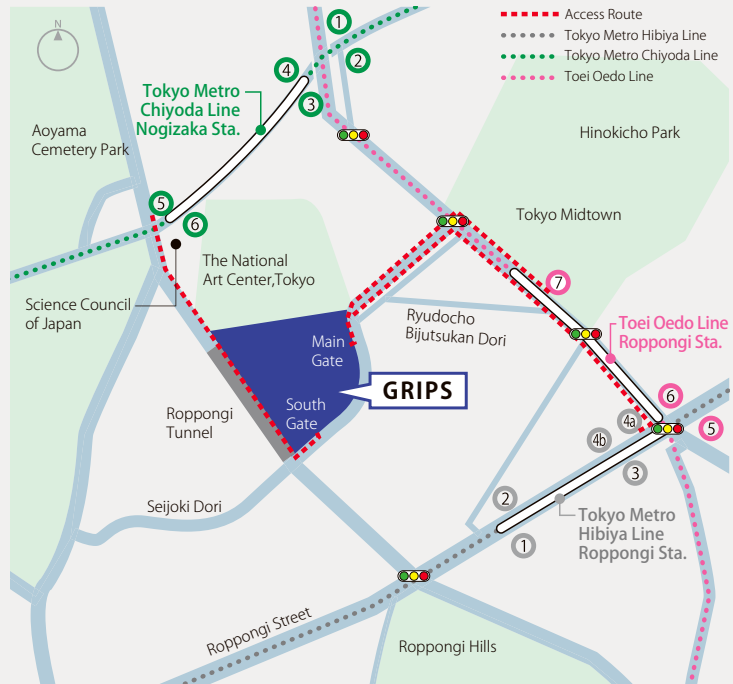 N
Access Route
Tokyo Metro Hibiya Line
Tokyo Metro Chiyoda Line
Toei Oedo Line
1
2
4
3
Tokyo Metro
Chiyoda Line
Nogizaka Sta.
Aoyama
Cemetery Park
Hinokicho Park
5
6
Tokyo Midtown
The National
Art Center,Tokyo
7
Science Council
of Japan
Ryudocho
Bijutsukan Dori
Toei Oedo Line
Roppongi Sta.
Main
Gate
GRIPS
South
Gate
Roppongi
Tunnel
6
4a
5
4b
3
Seijoki Dori
2
1
Tokyo Metro
Hibiya Line
Roppongi Sta.
Roppongi Street
Roppongi Hills